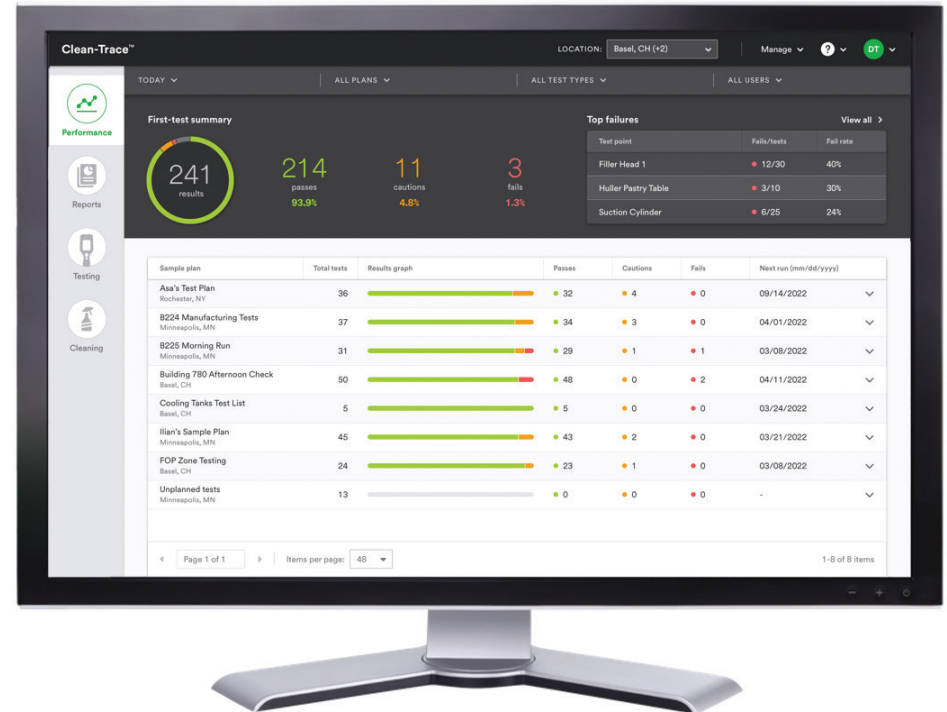 Clean-Trace™ LOCATION: Basel, CH (+2) Manage ? DT
TODAY ALL PLANS ALL TEST TYPES ALL USERS
Performance
Reports
Testing
Cleaning
First-test summary
241
results
214
passes
93.9%
11
cautions
4.8%
3
fails
1.3%
Top failures View all >
Test point Fails/tests Fail rate
Filler Head 1 12/30 40%
Huller Pastry Table 3/10 30%
Suction Cylinder 6/25 24%
Sample plan Total tests Results graph Passes Cautions Fails Next run (mm/dd/yyyy)
Asa's Test Plan 36 32 4 0 09/14/2022
Rochester, NY
B224 Manufacturing Tests 37 34 3 0 04/01/2022
Minneapolis, MN
B225 Morning Run 31 29 1 1 03/08/2022
Minneapolis, MN
Building 780 Afternoon Check 50 48 0 2 04/11/2022
Basel, CH
Cooling Tanks Test List 5 5 0 0 03/24/2022
Basel, CH
Ilian's Sample Plan 45 43 2 0 03/21/2022
Minneapolis, MN
FOP Zone Testing 24 23 1 0 03/08/2022
Basel, CH
Unplanned tests 13 0 0 0 -
Minneapolis, MN
Page 1 of 1 Items per page: 48 1-8 of 8 items